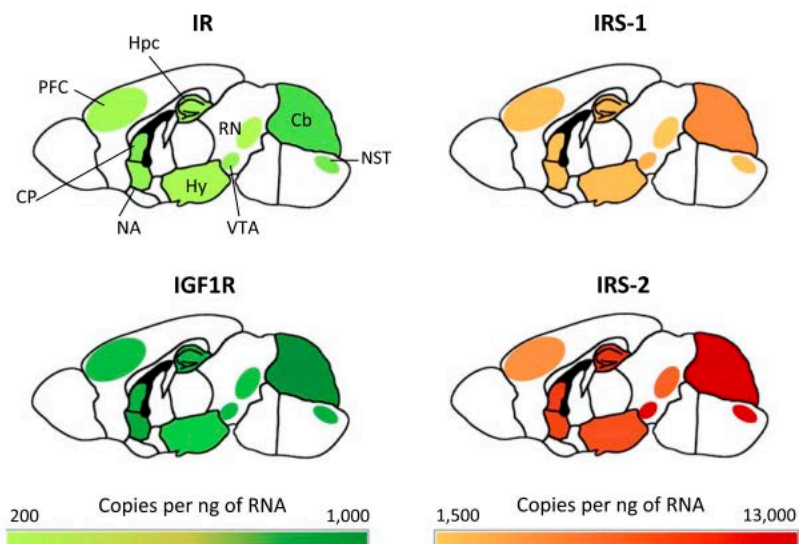 IR
IRS-1
Hpc
PFC
RN
Cb
NST
CP
Hy
NA
VTA
IGF1R
IRS-2
Copies per ng of RNA
200
1,000
Copies per ng of RNA
1,500
13,000